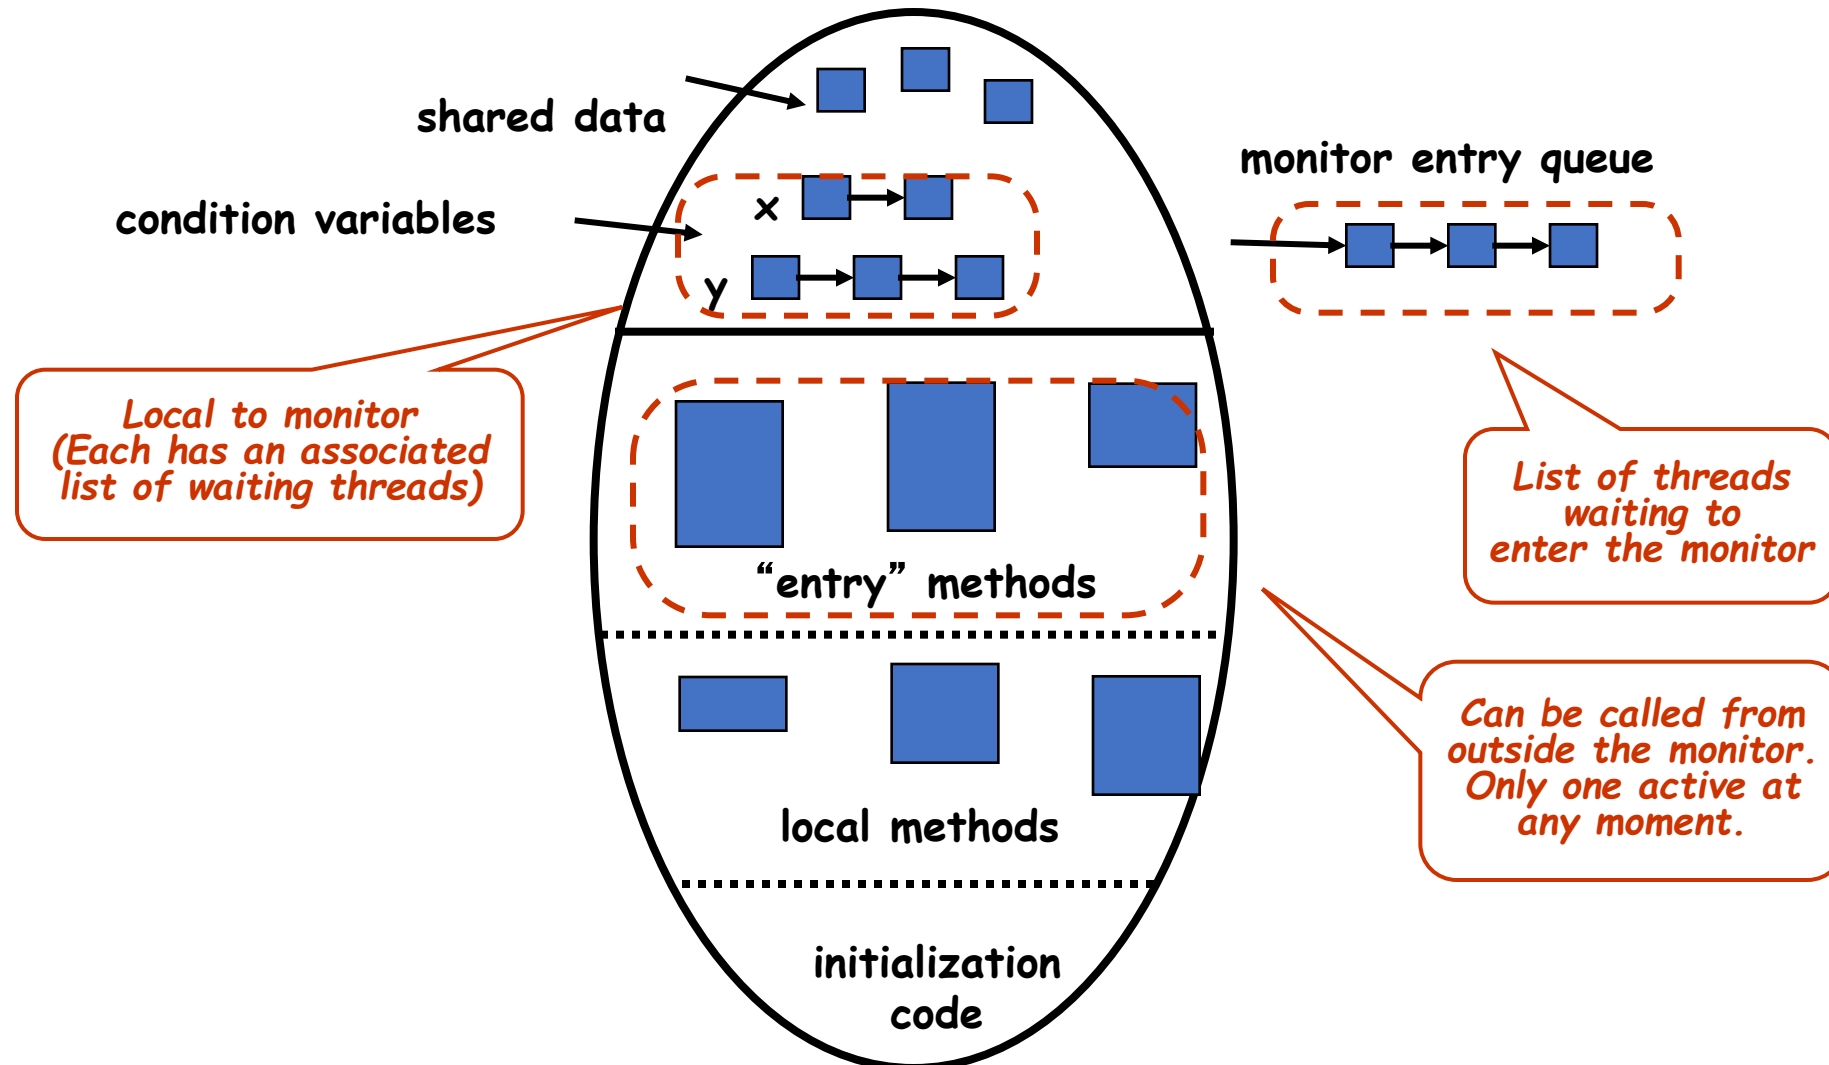 shared data
monitor entry queue
condition variables
x
y
Local to monitor
(Each has an associated
list of waiting threads)
List of threads
waiting to
enter the monitor
“entry” methods
Can be called from
outside the monitor.
Only one active at
any moment.
local methods
initialization
code